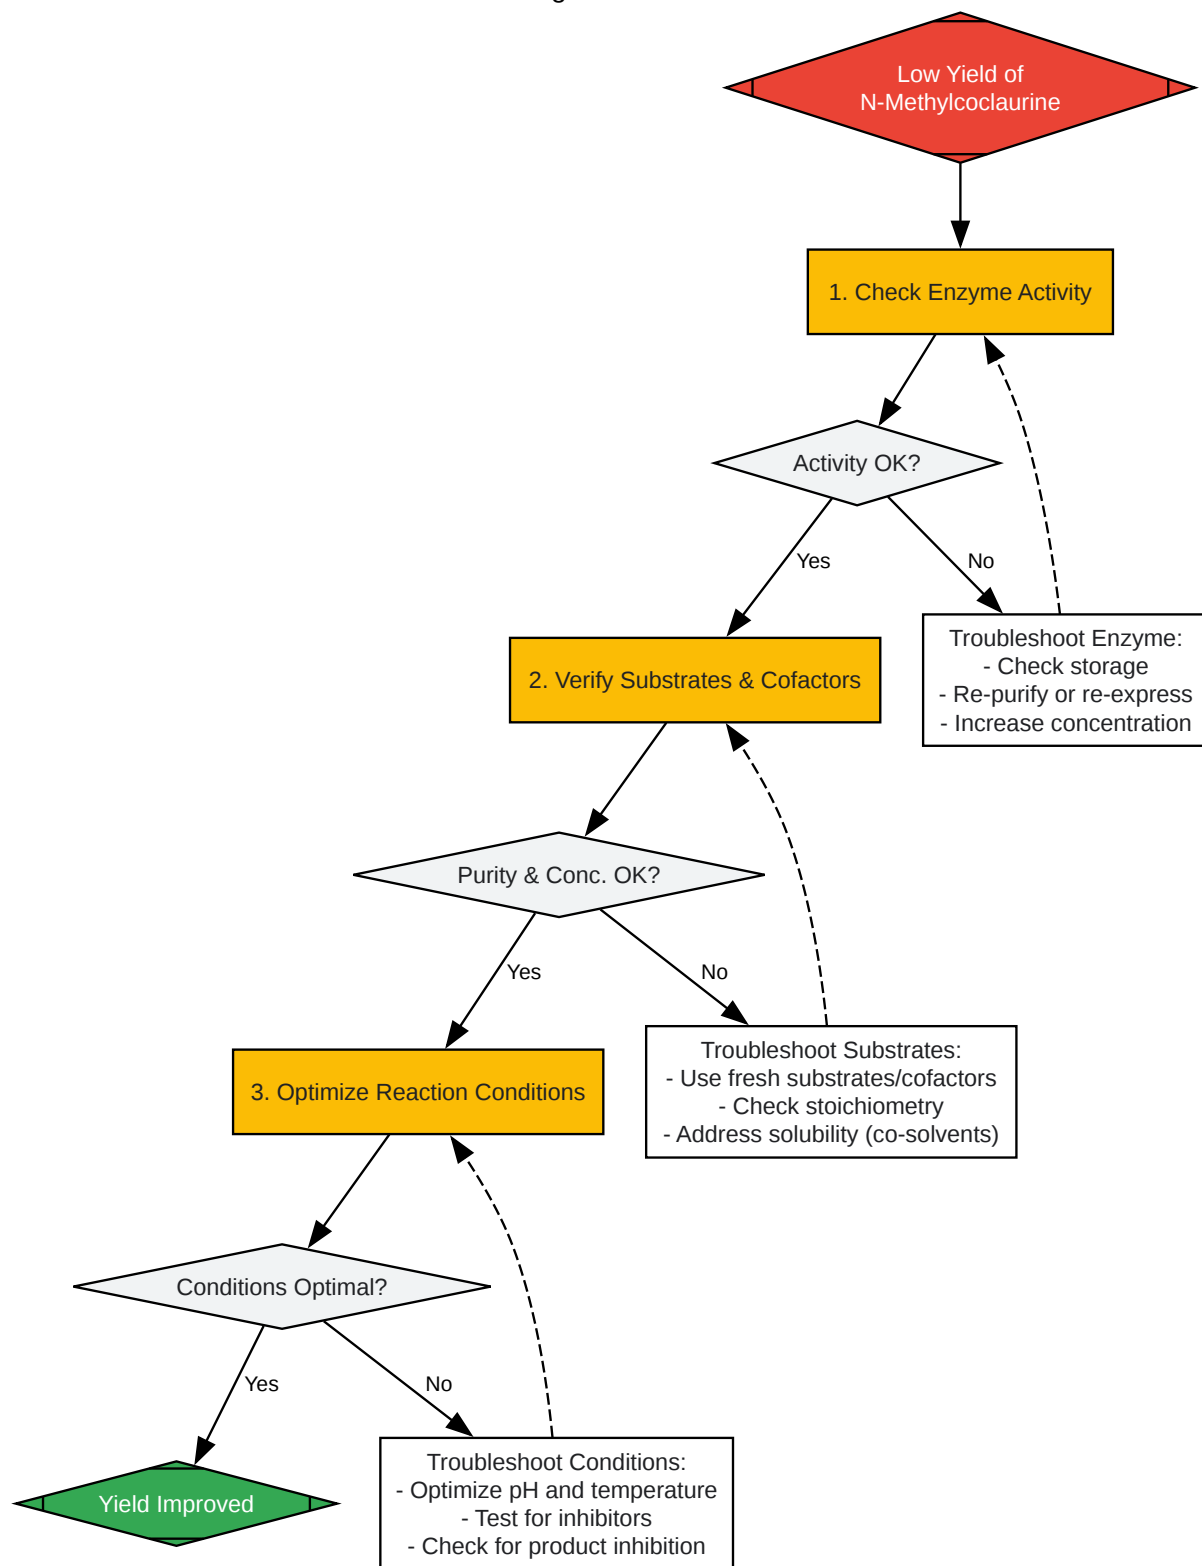 Low Yield of
N-Methylcoclaurine
1. Check Enzyme Activity
Activity OK?
Yes
No
Troubleshoot Enzyme:
- Check storage
- Re-purify or re-express
- Increase concentration
2. Verify Substrates & Cofactors
Purity & Conc. OK?
Yes
No
Troubleshoot Substrates:
- Use fresh substrates/cofactors
- Check stoichiometry
- Address solubility (co-solvents)
3. Optimize Reaction Conditions
Conditions Optimal?
Yes
No
Yield Improved
Troubleshoot Conditions:
- Optimize pH and temperature
- Test for inhibitors
- Check for product inhibition